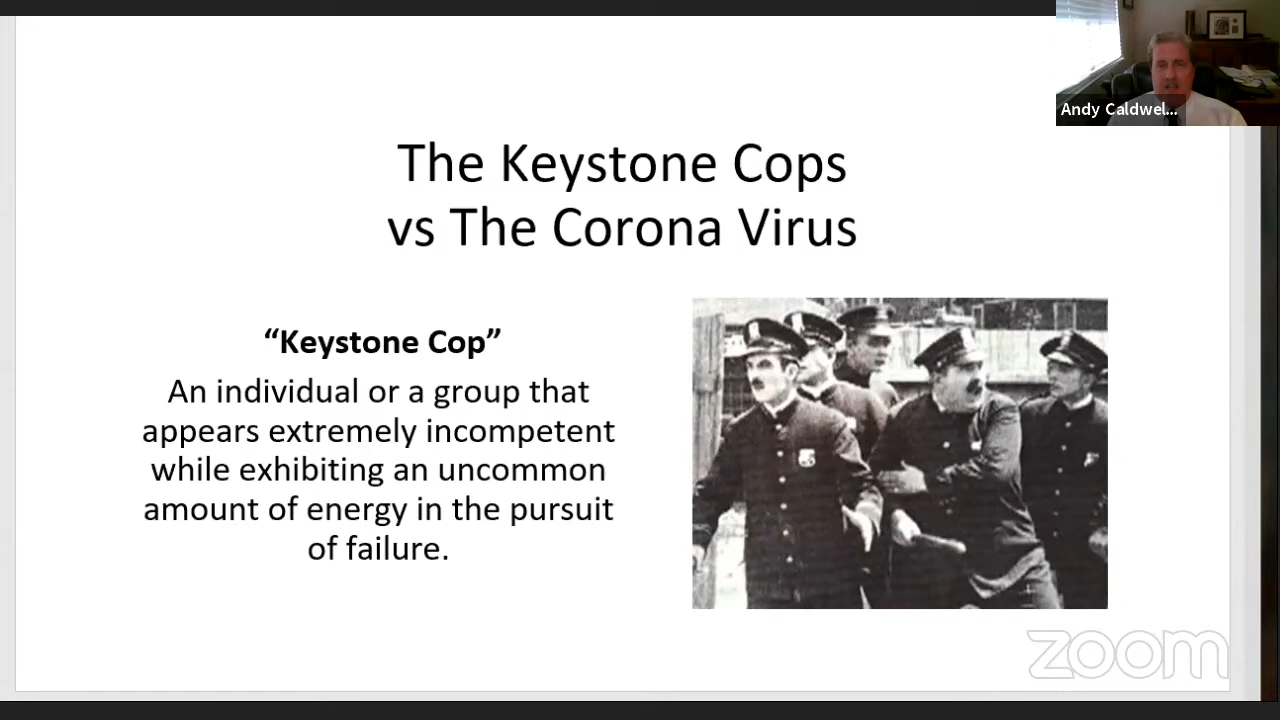 Andy Caldwel...
The Keystone Cops
vs The Corona Virus
“Keystone Cop”
An individual or a group that
appears extremely incompetent
while exhibiting an uncommon
amount of energy in the pursuit
of failure.
zoom